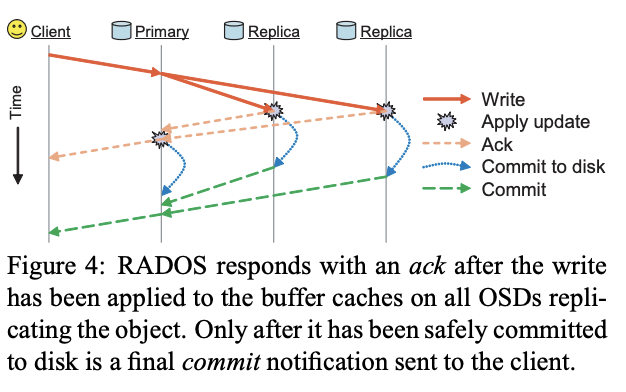 Client Primary Replica Replica
Time
Write
Apply update
Ack
Commit to disk
Commit
Figure 4: RADOS responds with an ack after the write
has been applied to the buffer caches on all OSDs repli-
cating the object. Only after it has been safely committed
to disk is a final commit notification sent to the client.